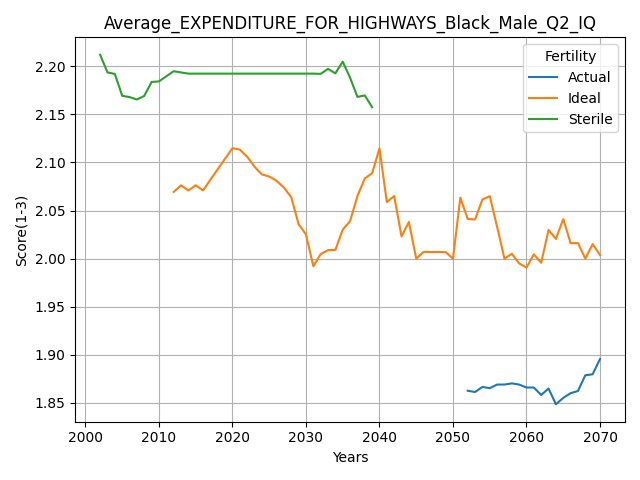 Average_EXPENDITURE_FOR_HIGHWAYS_Black_Male_Q2_IQ
Fertility
Actual
Ideal
Sterile
Score(1-3)
2.20
2.15
2.10
2.05
2.00
1.95
1.90
1.85
2000 2010 2020 2030 2040 2050 2060 2070
Years